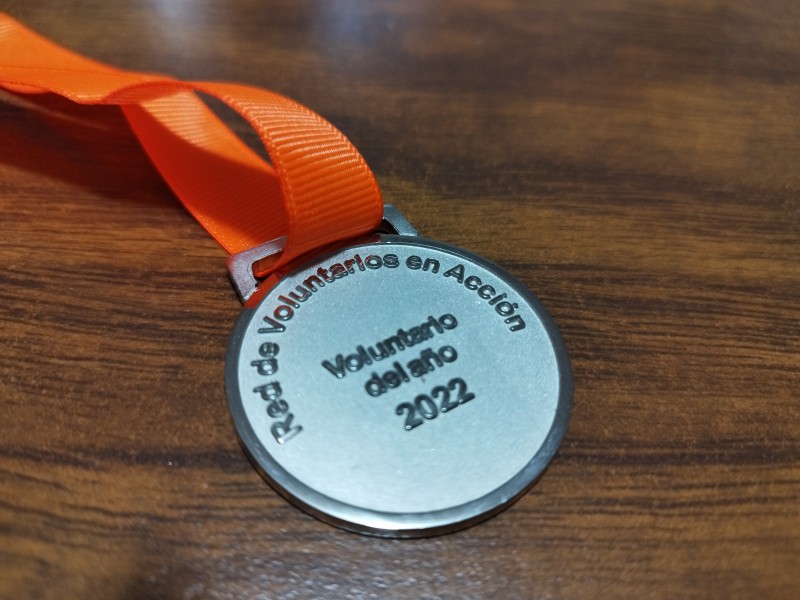 Red de Voluntarios en Acción
Voluntario
del año
2022